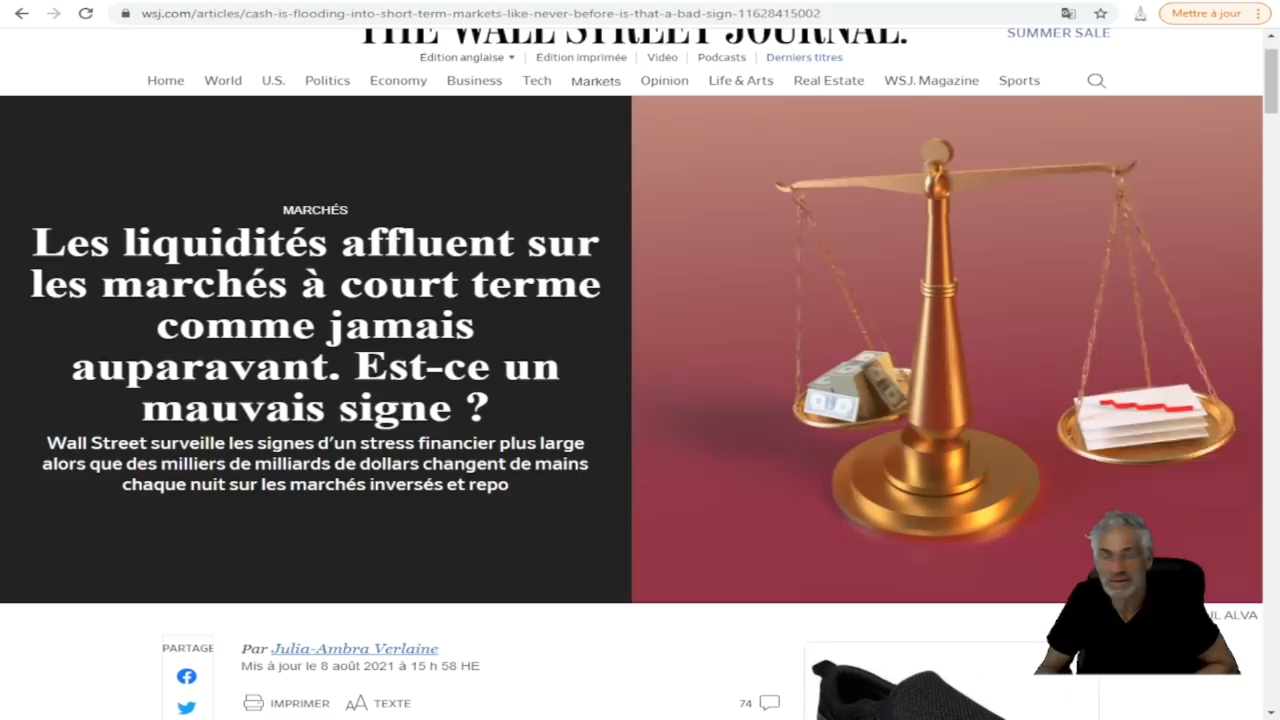 wsj.com/articles/cash-is-flooding-into-short-term-markets-like-never-before-is-that-a-bad-sign-11628415002
Mettre à jour
THE WALL STREET JOURNAL.
SUMMER SALE
Édition anglaise
Édition imprimée
Vidéo
Podcasts
Derniers titres
Home
World
U.S.
Politics
Economy
Business
Tech
Markets
Opinion
Life & Arts
Real Estate
WSJ. Magazine
Sports
MARCHÉS
Les liquidités affluent sur
les marchés à court terme
comme jamais
auparavant. Est-ce un
mauvais signe ?
Wall Street surveille les signes d'un stress financier plus large
alors que des milliers de milliards de dollars changent de mains
chaque nuit sur les marchés inversés et repo
ALVA
PARTAGE
Par Julia-Ambra Verlaine
Mis à jour le 8 août 2021 à 15 h 58 HE
IMPRIMER
TEXTE
74